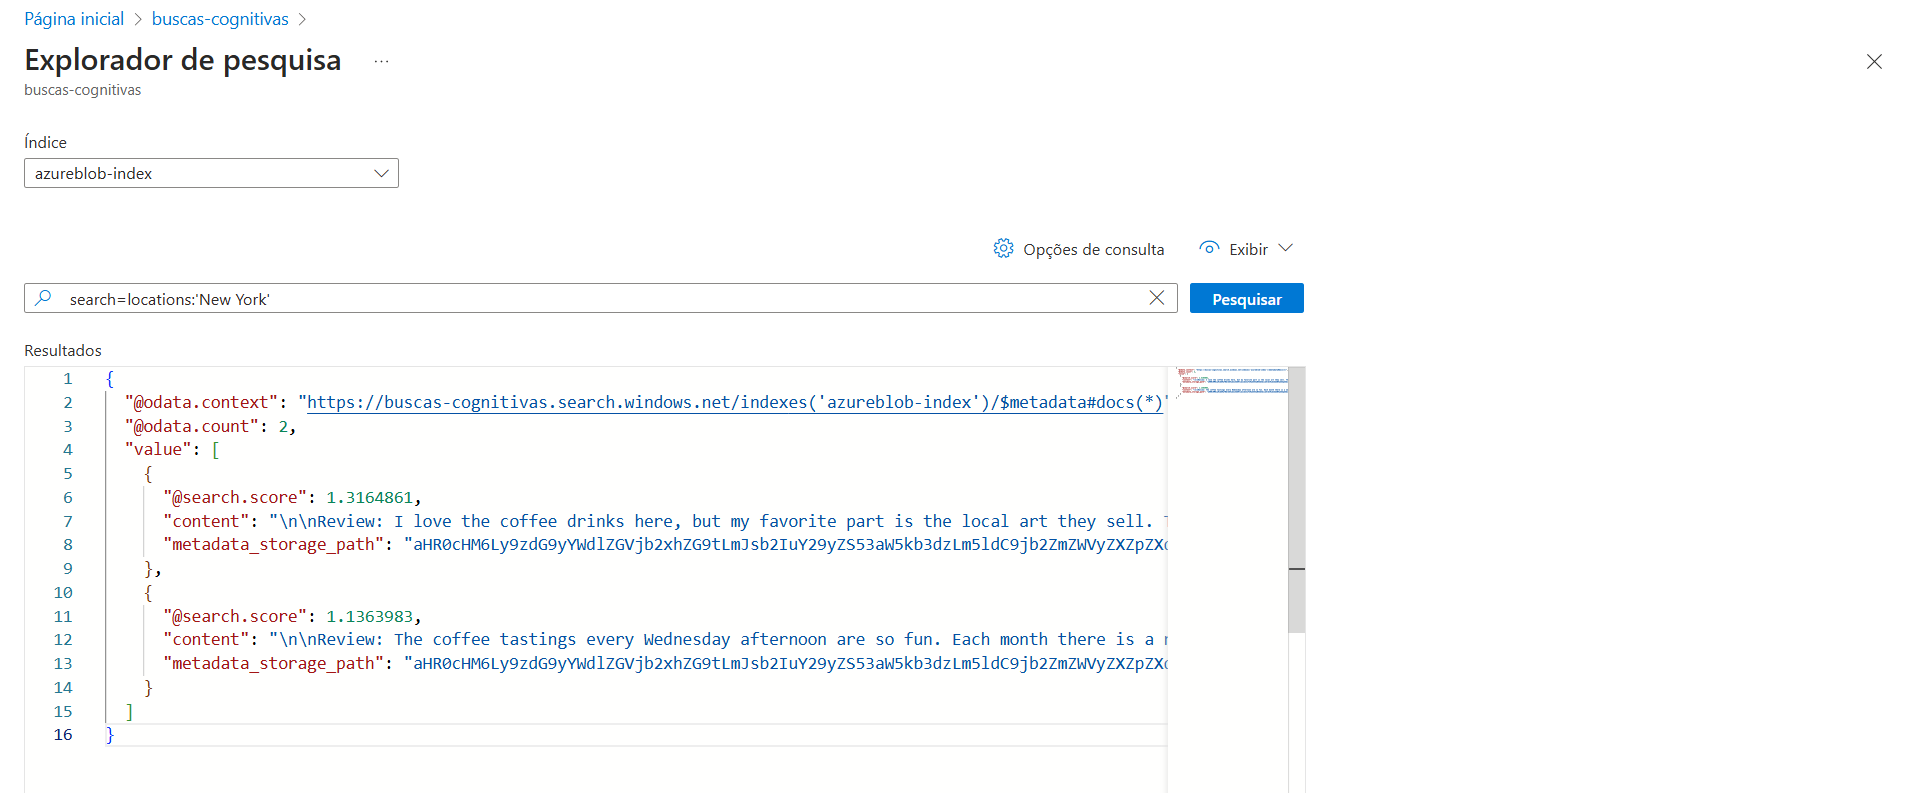 Página inicial > buscas-cognitivas >
Explorador de pesquisa ...
buscas-cognitivas
Índice
azureblob-index
Opções de consulta Exibir
search=locations:'New York' Pesquisar
Resultados
1 {
2 "@odata.context": "https://buscas-cognitivas.search.windows.net/indexes('azureblob-index')/$metadata#docs(*)"
3 "@odata.count": 2,
4 "value": [
5 {
6 "@search.score": 1.3164861,
7 "content": "\n\nReview: I love the coffee drinks here, but my favorite part is the local art they sell.
8 "metadata_storage_path": "aHR0cHM6Ly9zdG9yYWdlZGVjb2xhZG9tLmJsb2IuY29yZS53aW5kb3dzLm5ldC9jb2ZmZWVyZXZpZX
9 },
10 {
11 "@search.score": 1.1363983,
12 "content": "\n\nReview: The coffee tastings every Wednesday afternoon are so fun. Each month there is a
13 "metadata_storage_path": "aHR0cHM6Ly9zdG9yYWdlZGVjb2xhZG9tLmJsb2IuY29yZS53aW5kb3dzLm5ldC9jb2ZmZWVyZXZpZX
14 }
15 ]
16 }